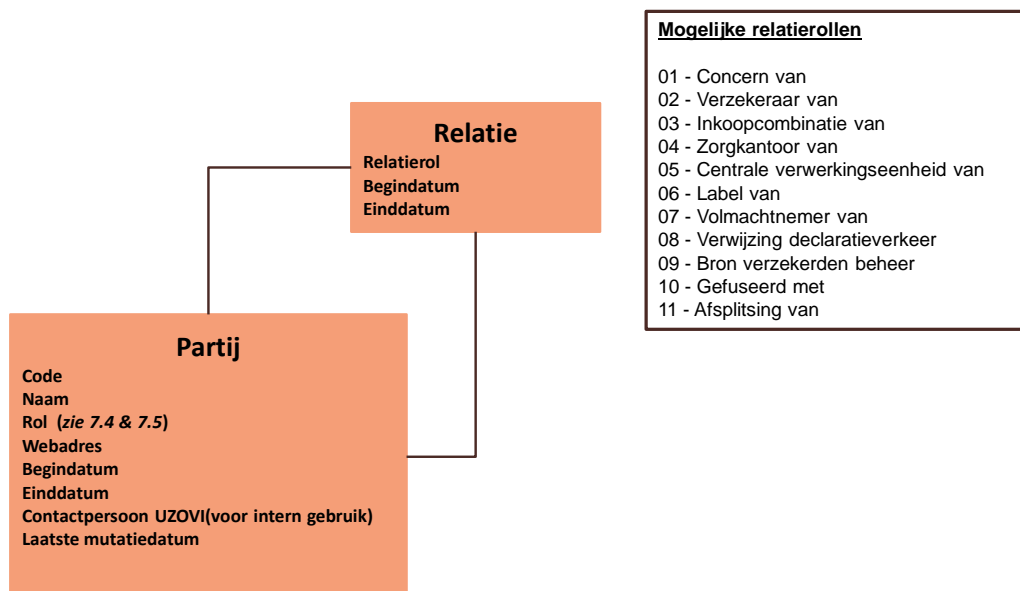 Mogelijke relatierollen
01 - Concern van
02 - Verzekeraar van
03 - Inkoopcombinatie van
04 - Zorgkantoor van
05 - Centrale verwerkingseenheid van
06 - Label van
07 - Volmachtnemer van
08 - Verwijzing declaratieverkeer
09 - Bron verzekerden beheer
10 - Gefuseerd met
11 - Afsplitsing van
Relatie
Relatierol
Begindatum
Einddatum
Partij
Code
Naam
Rol (zie 7.4 & 7.5)
Webadres
Begindatum
Einddatum
Contactpersoon UZOVI(voor intern gebruik)
Laatste mutatiedatum